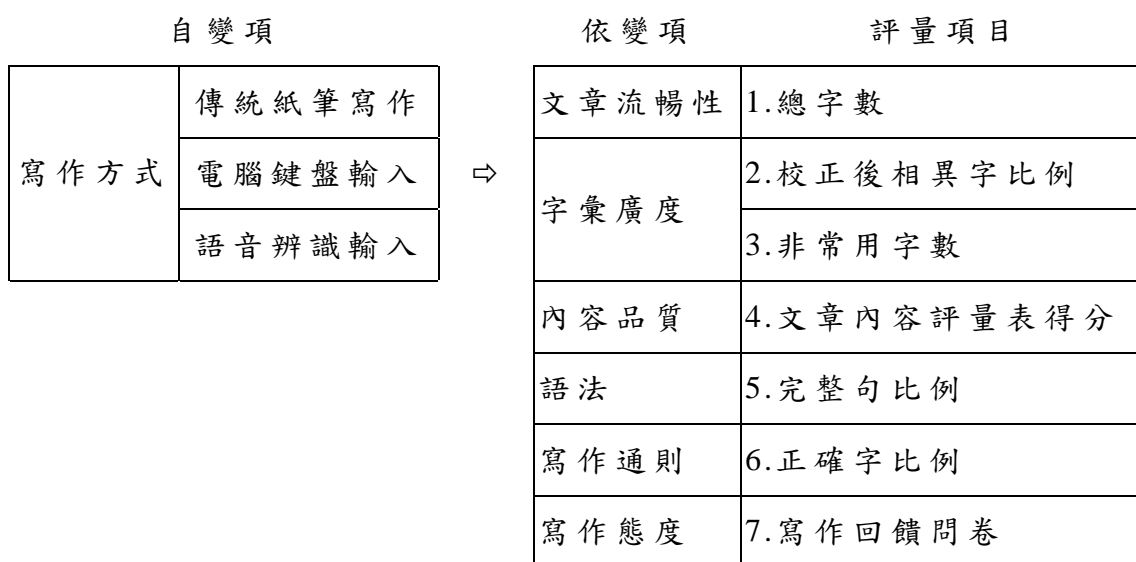 自變項 依變項 評量項目
寫作方式
傳統紙筆寫作
電腦鍵盤輸入
語音辨識輸入
⇨
文章流暢性 1.總字數
字彙廣度
2.校正後相異字比例
3.非常用字數
內容品質 4.文章內容評量表得分
語法 5.完整句比例
寫作通則 6.正確字比例
寫作態度 7.寫作回饋問卷